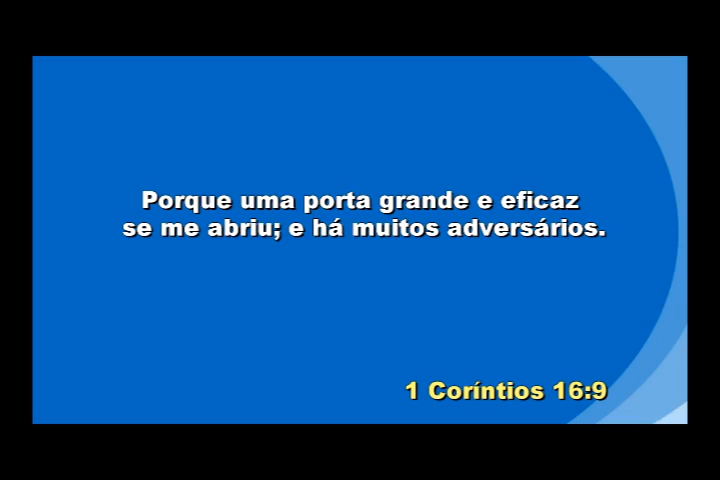 Porque uma porta grande e eficaz
se me abriu; e há muitos adversários.
1 Coríntios 16:9